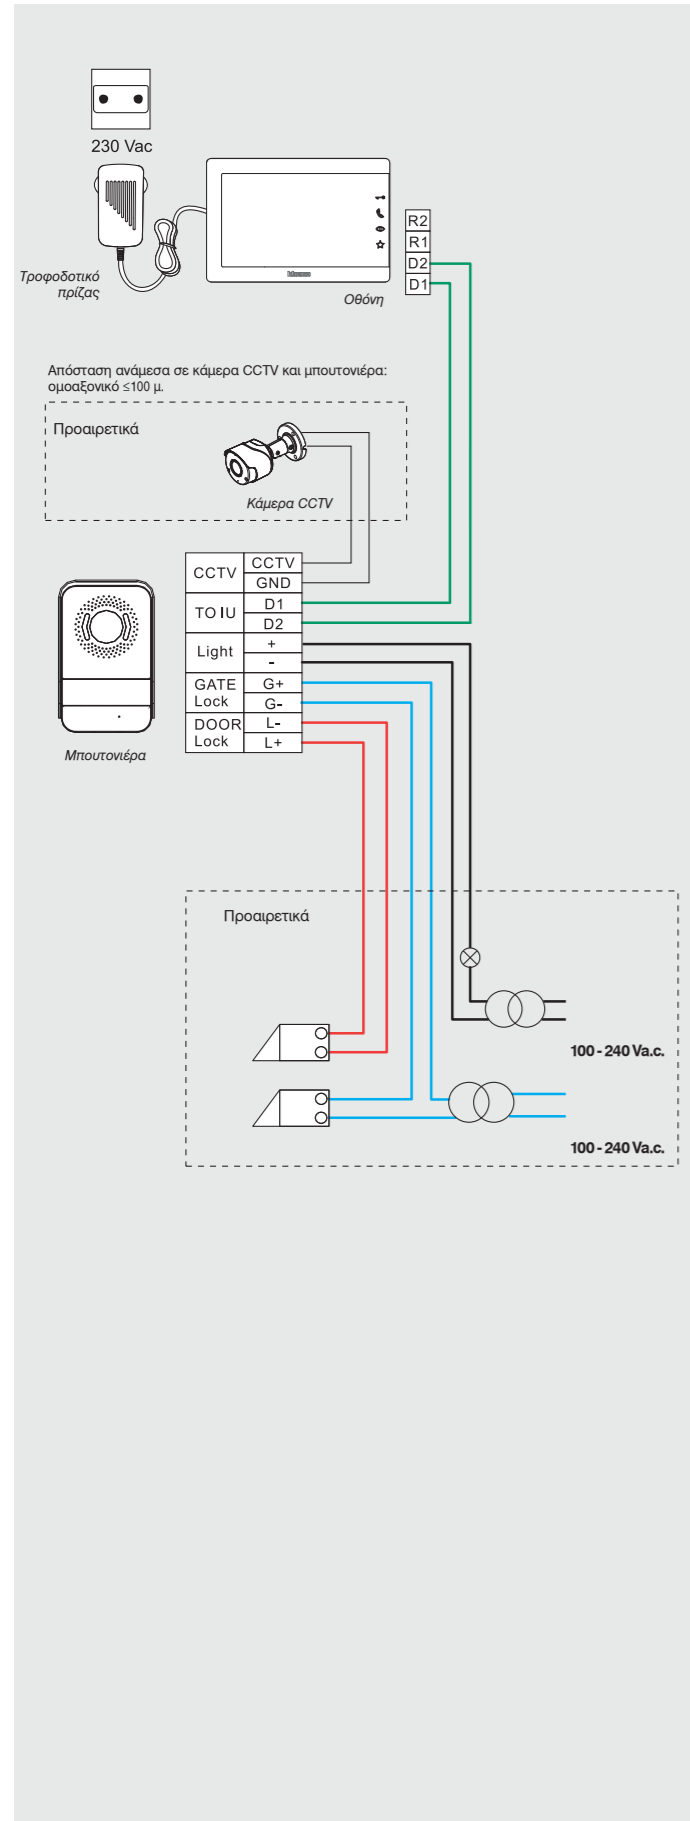 230 Vac
Τροφοδοτικό
πρίζας
bticino
Οθόνη
R2
R1
D2
D1
Απόσταση ανάμεσα σε κάμερα CCTV και μπουτονιέρα:
ομοαξονικό ≤100 μ.
Προαιρετικά
Κάμερα CCTV
CCTV
CCTV
GND
TO IU
D1
D2
Light
+
-
GATE
Lock
G+
G-
DOOR
Lock
L-
L+
Μπουτονιέρα
Προαιρετικά
100 - 240 Va.c.
100 - 240 Va.c.